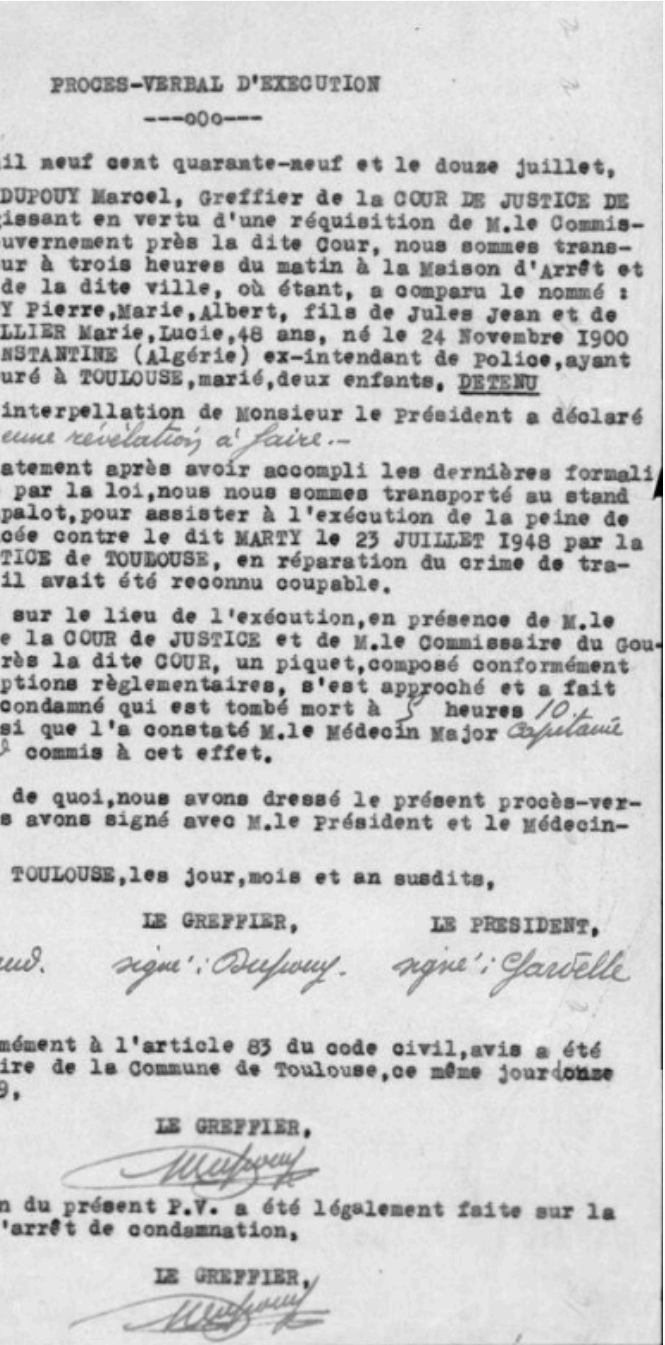 PROCES-VERBAL D'EXECUTION
---oOo---
il neuf cent quarante-neuf et le douze juillet,
DUPOUY Marcel, Greffier de la COUR DE JUSTICE DE
gissant en vertu d'une réquisition de M.le Commis-
uvernement près la dite Cour, nous sommes trans-
ur à trois heures du matin à la Maison d'Arrêt et
de la dite ville, où étant, a comparu le nommé :
Y Pierre,Marie,Albert, fils de Jules Jean et de
LLIER Marie,Lucie,48 ans, né le 24 Novembre I900
NSTANTINE (Algérie) ex-intendant de Police,ayant
uré à TOULOUSE,marié,deux enfants, DETENU
interpellation de Monsieur le Président a déclaré
cune révélation à faire.-
atement après avoir accompli les dernières formali
par la loi,nous nous sommes transporté au stand
palot,pour assister à l'exécution de la peine de
cée contre le dit MARTY le 23 JUILLET I948 par la
TICE de TOULOUSE, en réparation du crime de tra-
il avait été reconnu coupable.
sur le lieu de l'exécution,en présence de M.le
e la COUR de JUSTICE et de M.le Commissaire du Gou-
rès la dite COUR, un piquet,composé conformément
ptions règlementaires, s'est approché et a fait
condamné qui est tombé mort à 5 heures 10.
si que l'a constaté M.le Médecin Major Capitaine
commis à cet effet.
de quoi,nous avons dressé le présent procès-ver-
s avons signé avec M.le Président et le Médecin-
TOULOUSE,les jour,mois et an susdits,
LE GREFFIER, LE PRESIDENT,
aud. signé : Dupouy. signé : Gardelle
mément à l'article 83 du code civil,avis a été
ire de la Commune de Toulouse,ce même jour douze
9,
LE GREFFIER,
MDupouy
n du présent P.V. a été légalement faite sur la
'arrêt de condamnation,
LE GREFFIER,
MDupouy